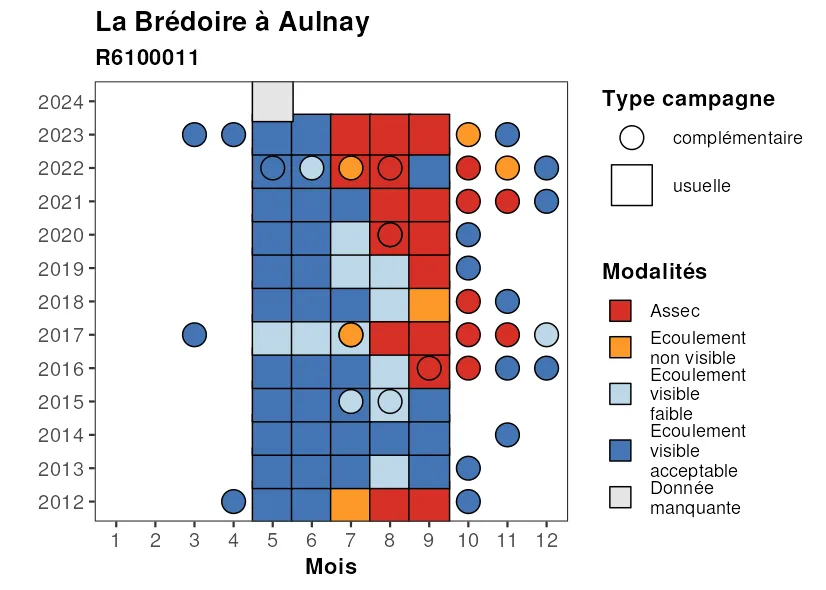 La Brédoire à Aulnay
R6100011
2024
2023
2022
2021
2020
2019
2018
2017
2016
2015
2014
2013
2012
1 2 3 4 5 6 7 8 9 10 11 12
Mois
Type campagne
complémentaire
usuelle
Modalités
Assec
Ecoulement
non visible
Ecoulement
visible
faible
Ecoulement
visible
acceptable
Donnée
manquante